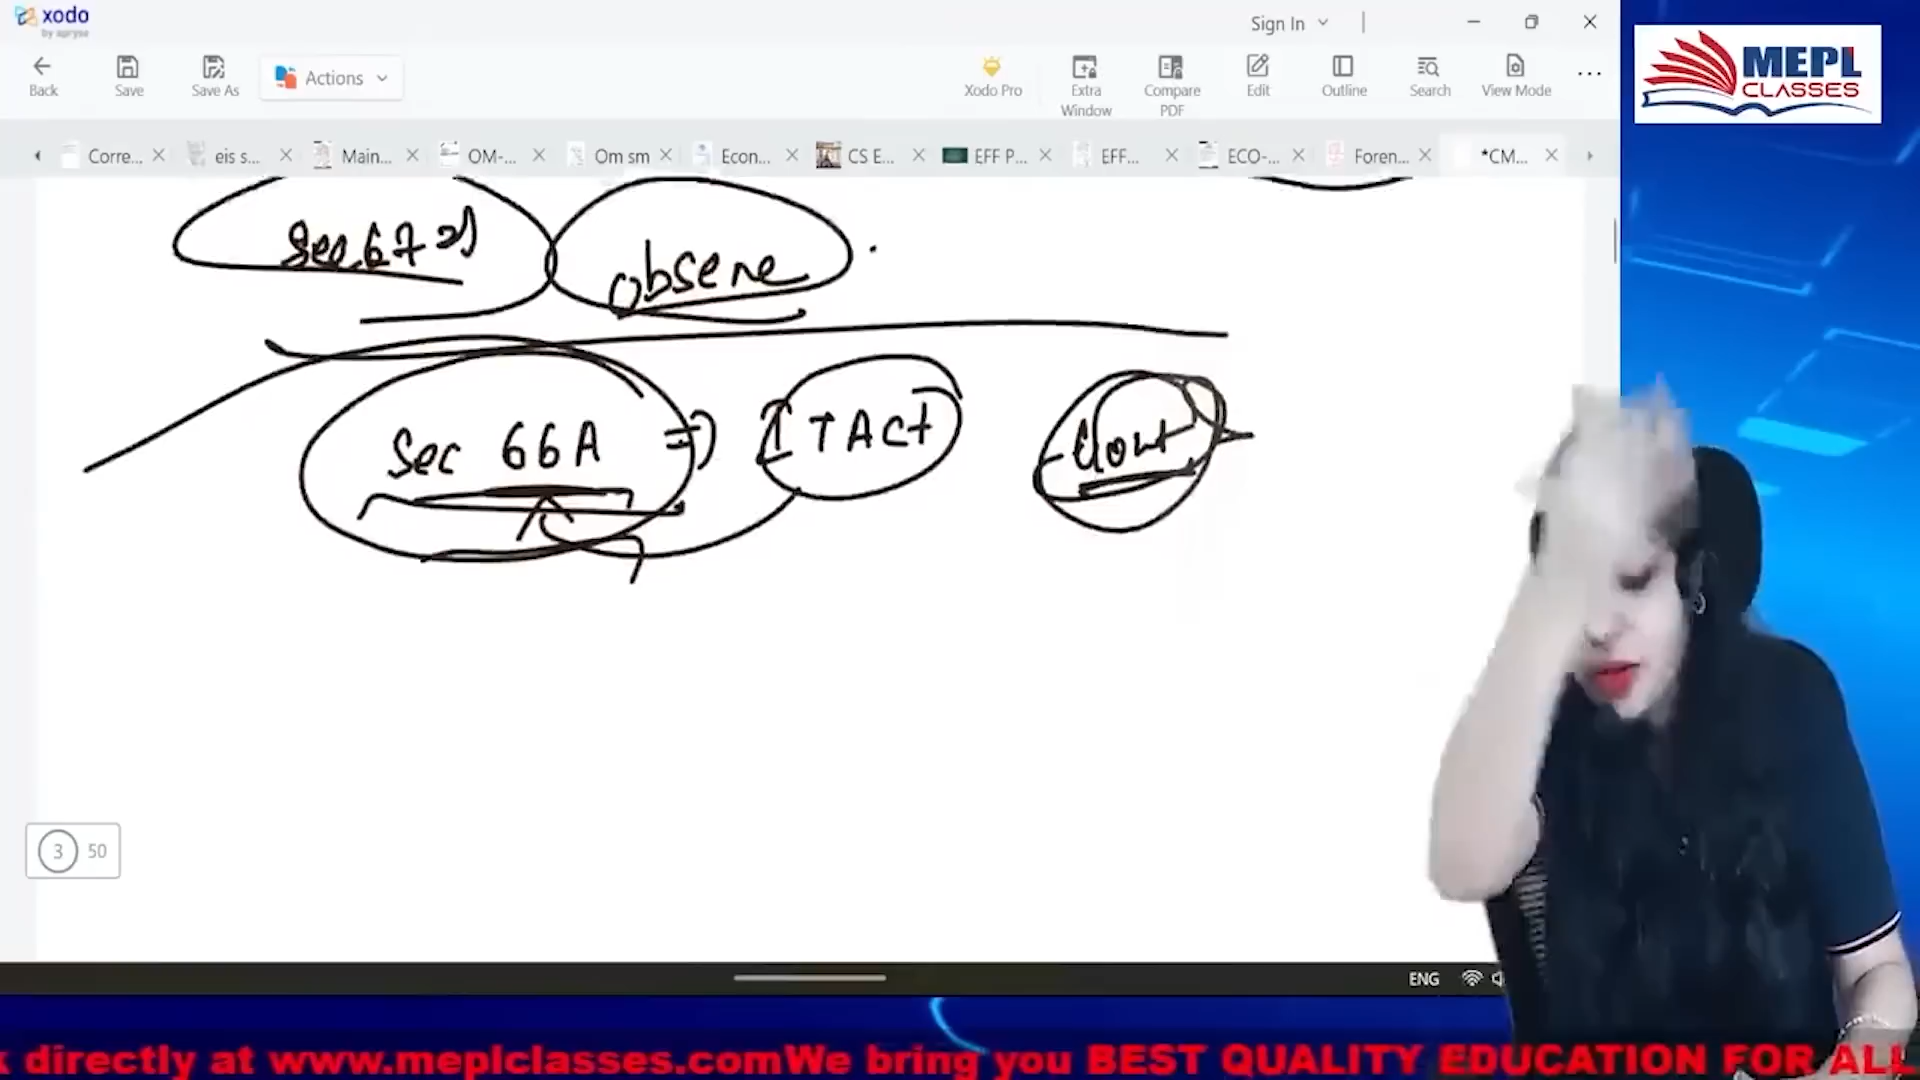 xodo
by apryse
Sign In
Back
Save
Save As
Actions
Xodo Pro
Extra Window
Compare PDF
Edit
Outline
Search
View Mode
Corre...
eis s...
Main...
OM-...
Om sm
Econ...
CS E...
EFF P...
EFF...
ECO-...
Foren...
*CM...
MEPL
CLASSES
Sec 67 =)
obsene
Sec 66A =) IT Act
3 50
ENG
k directly at www.meplclasses.comWe bring you BEST QUALITY EDUCATION FOR ALL